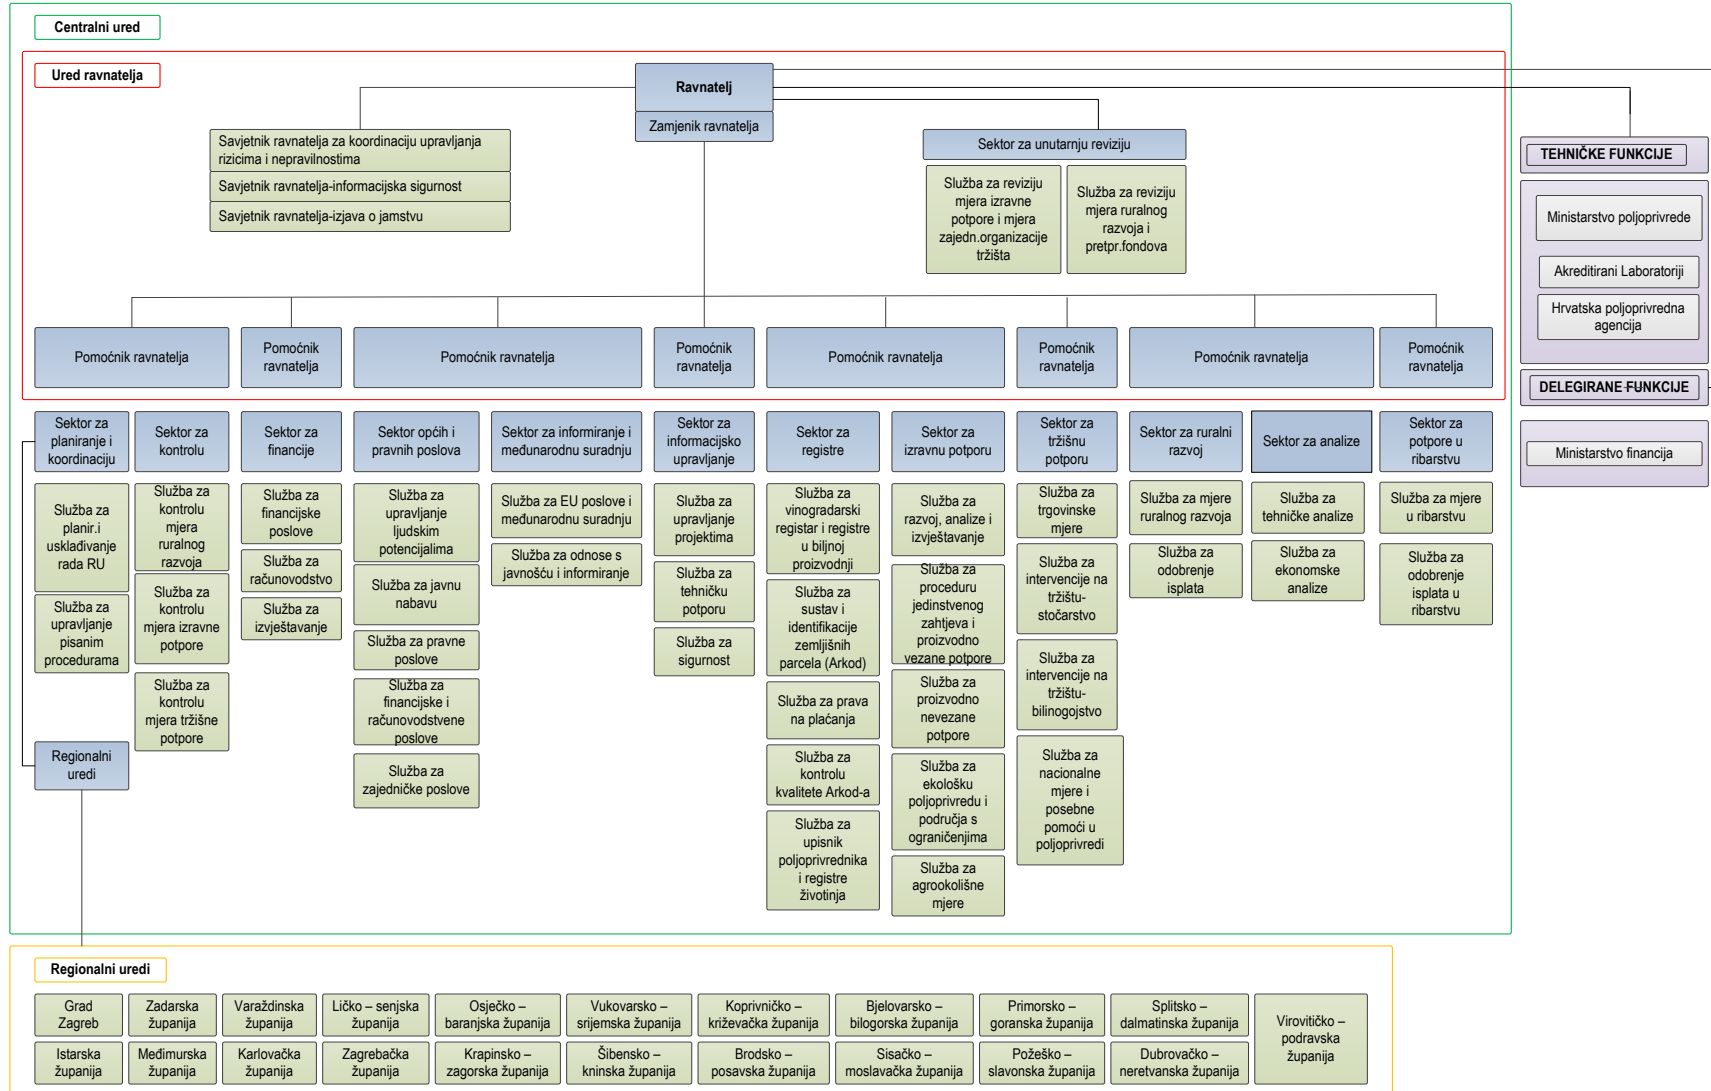 Centralni ured
Ured ravnatelja
Ravnatelj
Zamjenik ravnatelja
Savjetnik ravnatelja za koordinaciju upravljanja
rizicima i nepravilnostima
Savjetnik ravnatelja-informacijska sigurnost
Savjetnik ravnatelja-izjava o jamstvu
Sektor za unutarnju reviziju
Služba za reviziju
mjera izravne
potpore i mjera
zajedn.organizacije
tržišta
Služba za reviziju
mjera ruralnog
razvoja i
pretpr.fondova
TEHNIČKE FUNKCIJE
Ministarstvo poljoprivrede
Akreditirani Laboratoriji
Hrvatska poljoprivredna
agencija
DELEGIRANE FUNKCIJE
Ministarstvo financija
Pomoćnik ravnatelja
Pomoćnik
ravnatelja
Pomoćnik ravnatelja
Pomoćnik
ravnatelja
Pomoćnik ravnatelja
Pomoćnik
ravnatelja
Pomoćnik ravnatelja
Pomoćnik
ravnatelja
Sektor za
planiranje i
koordinaciju
Sektor za
kontrolu
Sektor za
financije
Sektor općih i
pravnih poslova
Sektor za informiranje i
međunarodnu suradnju
Sektor za
informacijsko
upravljanje
Sektor za
registre
Sektor za
izravnu potporu
Sektor za
tržišnu
potporu
Sektor za ruralni
razvoj
Sektor za analize
Sektor za
potpore u
ribarstvu
Služba za
planir.i
usklađivanje
rada RU
Služba za
upravljanje
pisanim
procedurama
Regionalni
uredi
Služba za
kontrolu
mjera
ruralnog
razvoja
Služba za
kontrolu
mjera izravne
potpore
Služba za
kontrolu
mjera tržišne
potpore
Služba za
financijske
poslove
Služba za
računovodstvo
Služba za
izvještavanje
Služba za
upravljanje
ljudskim
potencijalima
Služba za javnu
nabavu
Služba za pravne
poslove
Služba za
financijske i
računovodstvene
poslove
Služba za
zajedničke poslove
Služba za EU poslove i
međunarodnu suradnju
Služba za odnose s
javnošću i informiranje
Služba za
upravljanje
projektima
Služba za
tehničku
potporu
Služba za
sigurnost
Služba za
vinogradarski
registar i registre
u biljnoj
proizvodnji
Služba za
sustav i
identifikacije
zemljišnih
parcela (Arkod)
Služba za prava
na plaćanja
Služba za
kontrolu
kvalitete Arkod-a
Služba za
upisnik
poljoprivrednika
i registre
životinja
Služba za
razvoj, analize i
izvještavanje
Služba za
proceduru
jedinstvenog
zahtjeva i
proizvodno
vezane potpore
Služba za
proizvodno
nevezane
potpore
Služba za
ekološku
poljoprivredu i
područja s
ograničenjima
Služba za
agrookolišne
mjere
Služba za
trgovinske
mjere
Služba za
intervencije na
tržištu-
stočarstvo
Služba za
intervencije na
tržištu-
bilinogojstvo
Služba za
nacionalne
mjere i
posebne
pomoći u
poljoprivredi
Služba za mjere
ruralnog razvoja
Služba za
odobrenje
isplata
Služba za
tehničke analize
Služba za
ekonomske
analize
Služba za mjere
u ribarstvu
Služba za
odobrenje
isplata u
ribarstvu
Regionalni uredi
Grad
Zagreb
Zadarska
županija
Varaždinska
županija
Ličko – senjska
županija
Osječko –
baranjska županija
Vukovarsko –
srijemska županija
Koprivničko –
križevačka županija
Bjelovarsko –
bilogorska županija
Primorsko –
goranska županija
Splitsko –
dalmatinska županija
Virovitičko –
podravska
županija
Istarska
županija
Međimurska
županija
Karlovačka
županija
Zagrebačka
županija
Krapinsko –
zagorska županija
Šibensko –
kninska županija
Brodsko –
posavska županija
Sisačko –
moslavačka županija
Požeško –
slavonska županija
Dubrovačko –
neretvanska županija